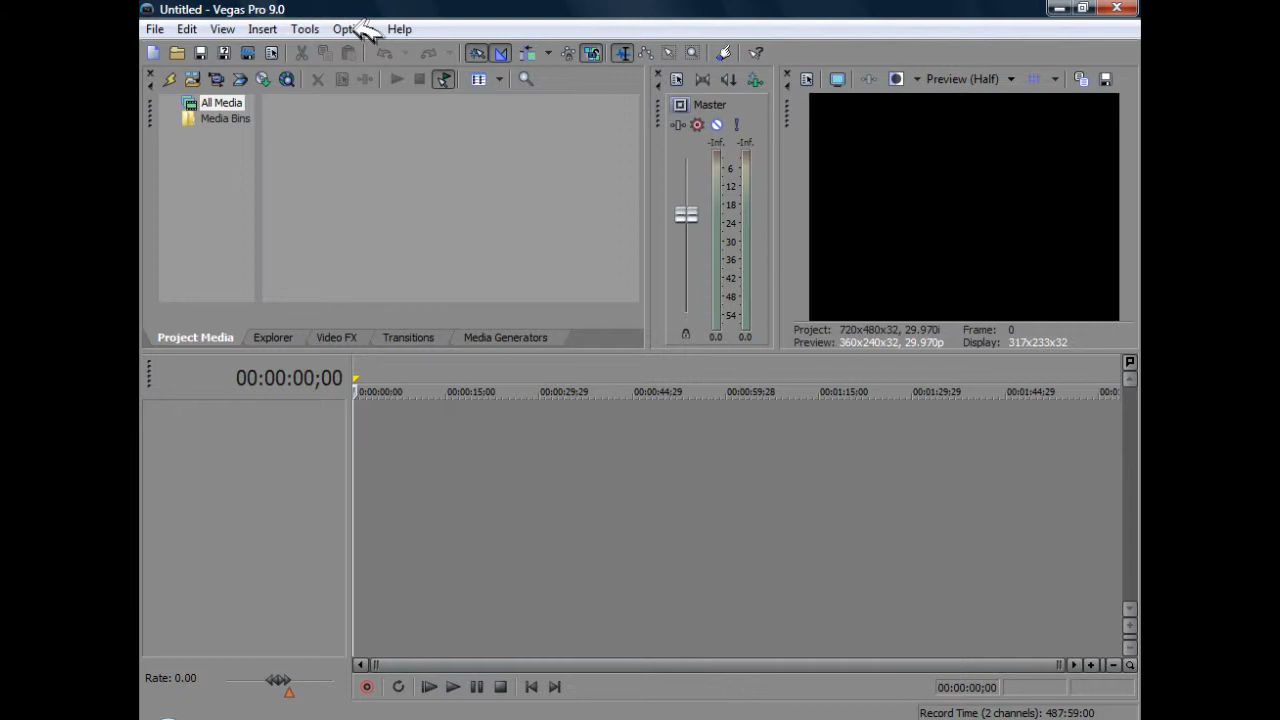 Untitled - Vegas Pro 9.0
File Edit View Insert Tools Help
Preview (Half)
All Media
Media Bins
Master
-Inf. -Inf.
6
12
18
24
30
36
42
48
54
0.0 0.0
Project: 720x480x32, 29.970i Frame: 0
Preview: 360x240x32, 29.970p Display: 317x233x32
Project Media Explorer Video FX Transitions Media Generators
00:00:00;00
0:00:00:00 00:00:15;00 00:00:29;29 00:00:44;29 00:00:59;28 00:01:15;00 00:01:29;29 00:01:44;29
Rate: 0.00
00:00:00;00
Record Time (2 channels): 487:59:00